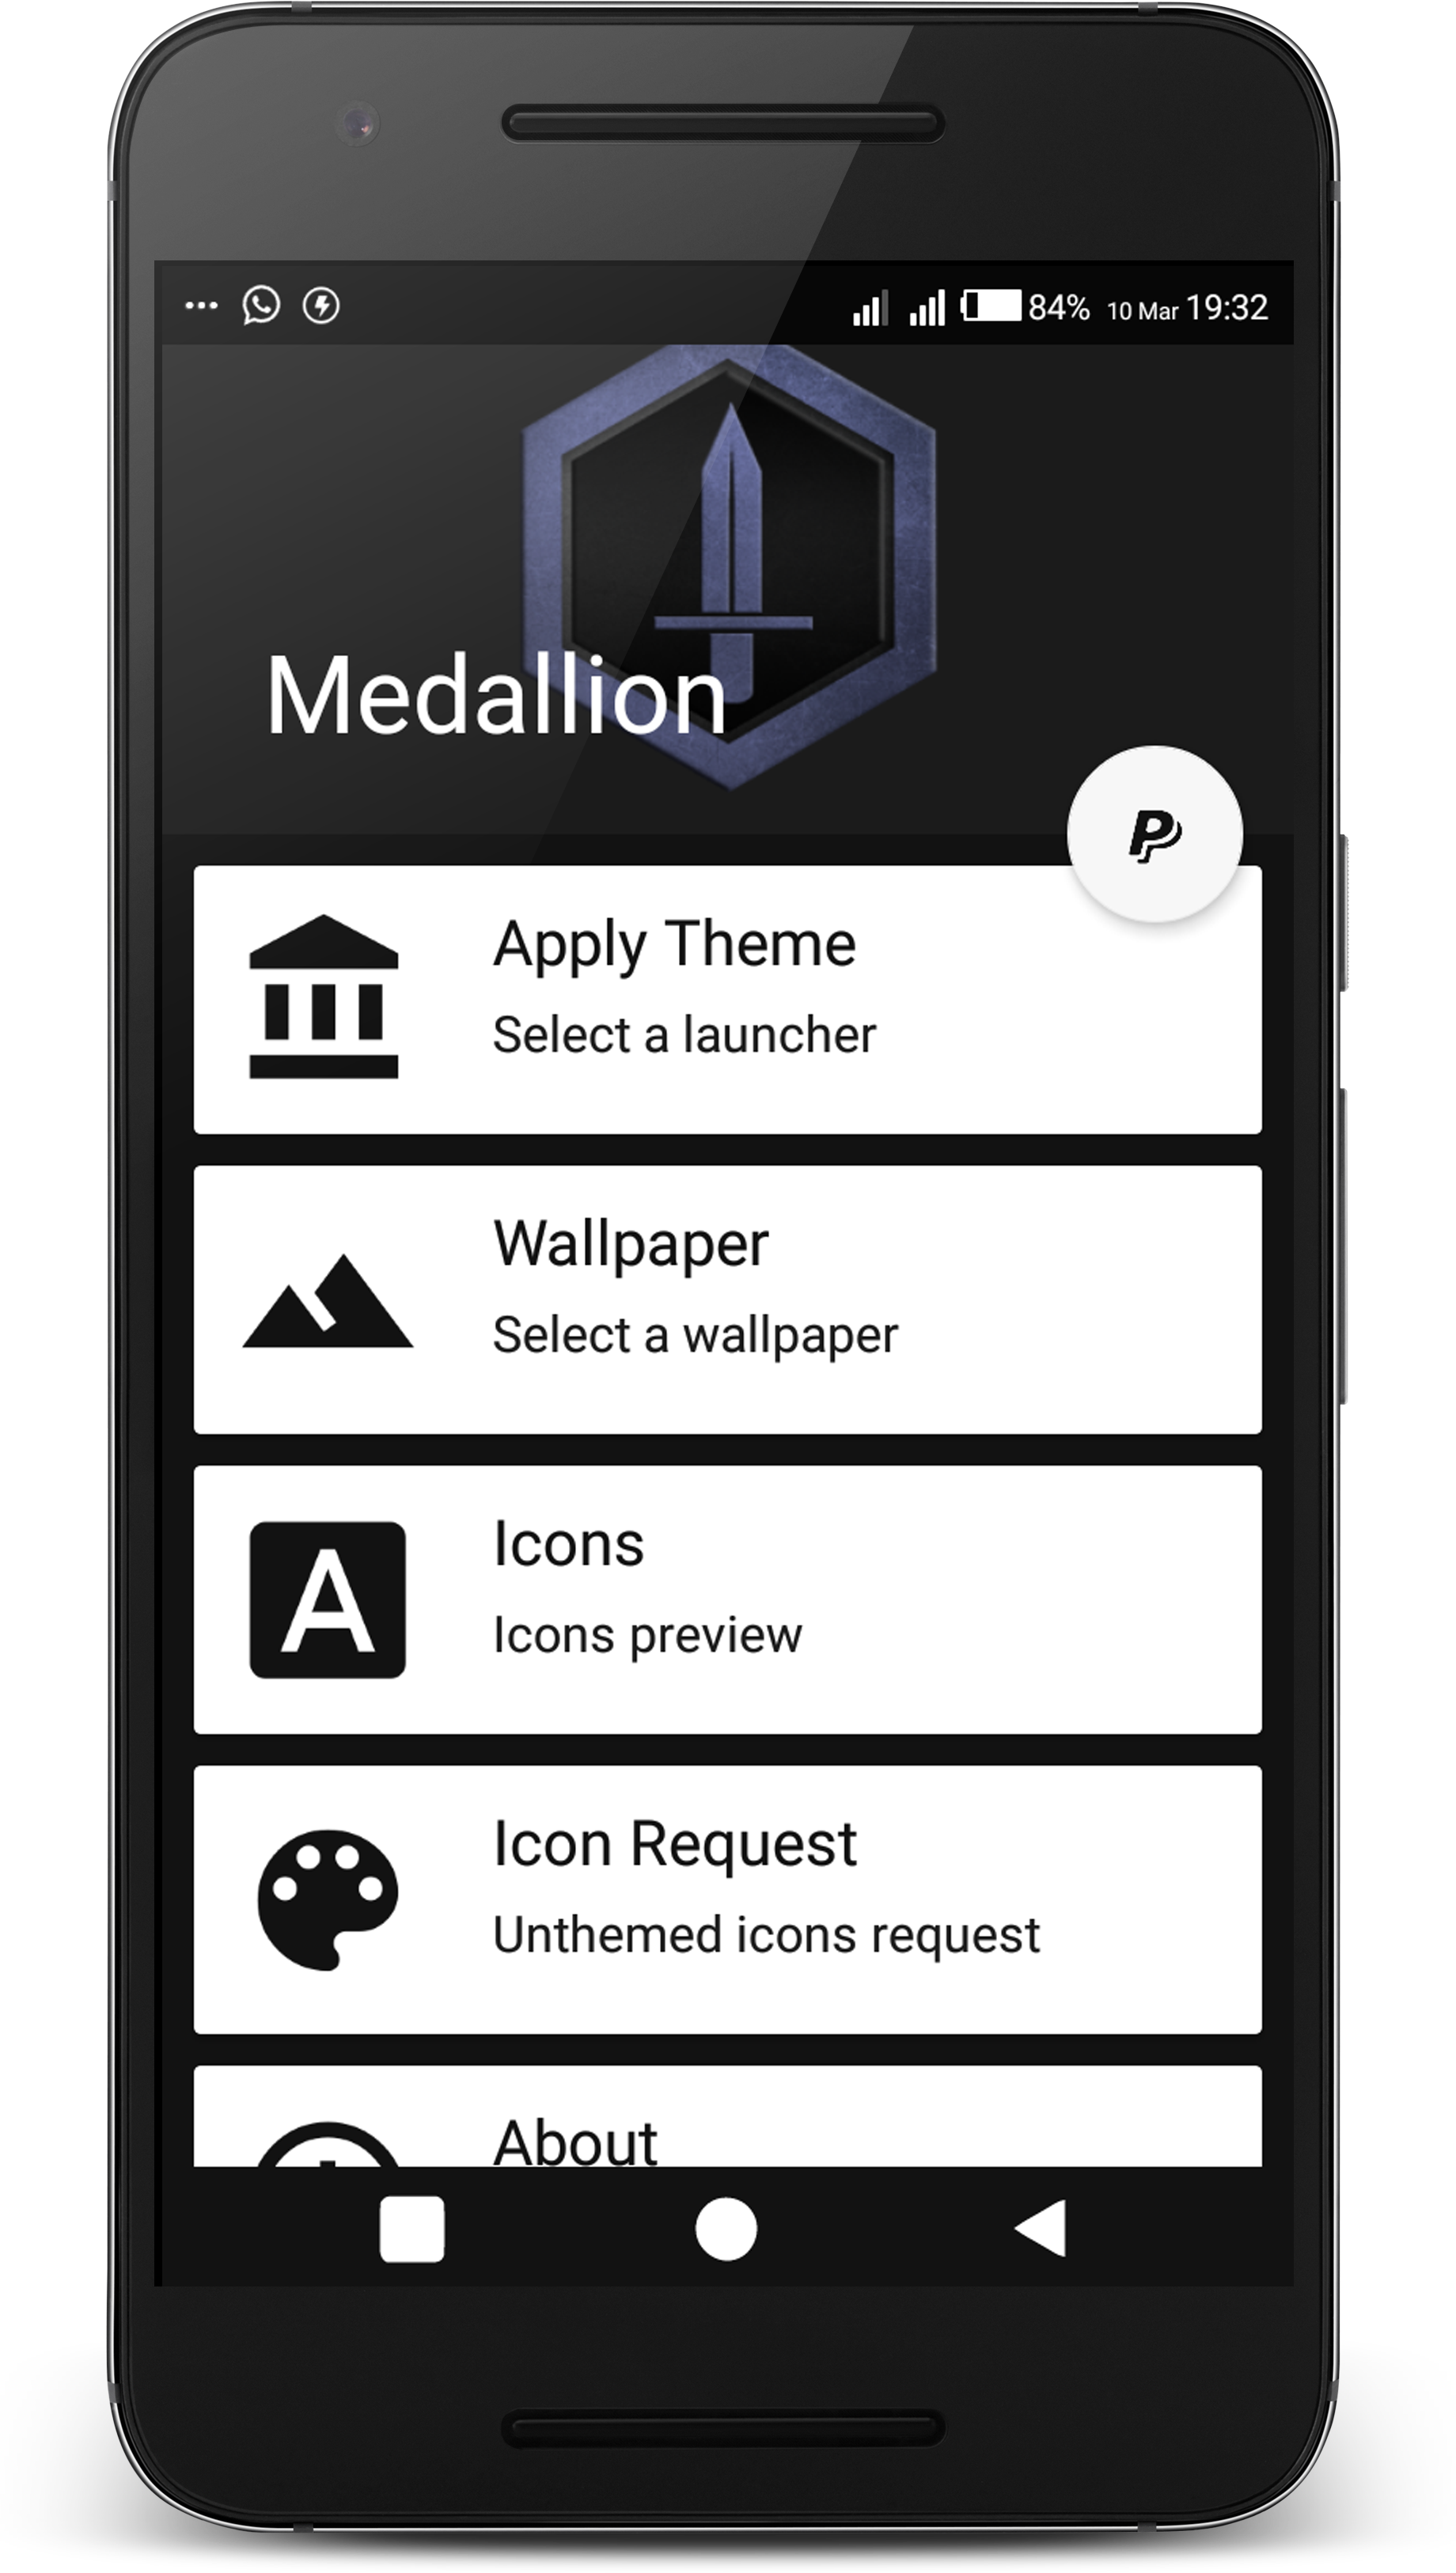 84% 10 Mar 19:32
Medallion
P
Apply Theme
Select a launcher
Wallpaper
Select a wallpaper
A
Icons
Icons preview
Icon Request
Unthemed icons request
About